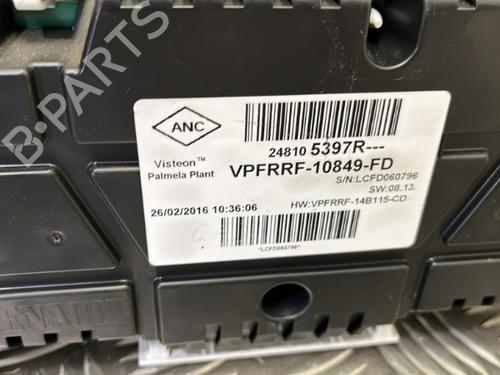 B-PARTS
ANC
Visteon™
Palmela Plant
24810 5397R---
VPFRRF-10849-FD
S/N:LCFD060796
SW:08.13.
26/02/2016 10:36:06
HW:VPFRRF-14B115-CD
*LCFD060796*
RENAULT